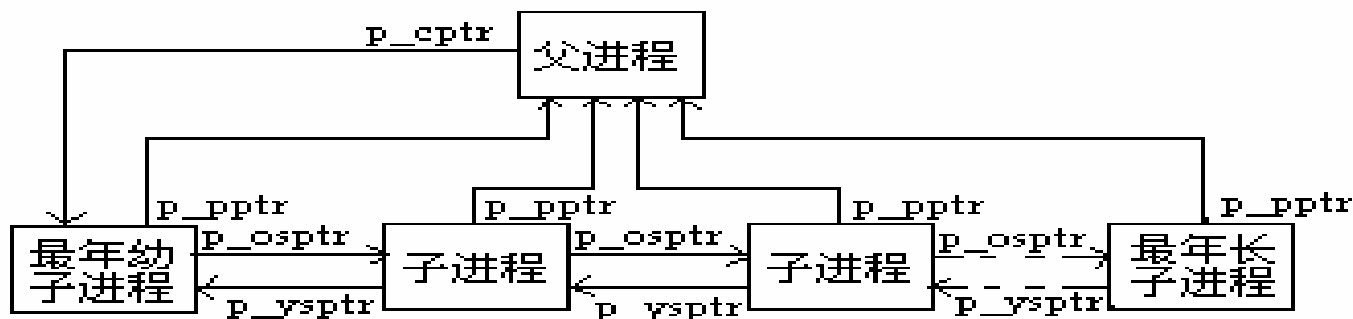 p_cptr
父进程
p_pptr
p_pptr
p_pptr
p_pptr
最年幼
子进程
p_osptr
p_ysptr
子进程
p_osptr
p_ysptr
子进程
p_osptr
p_ysptr
最年长
子进程